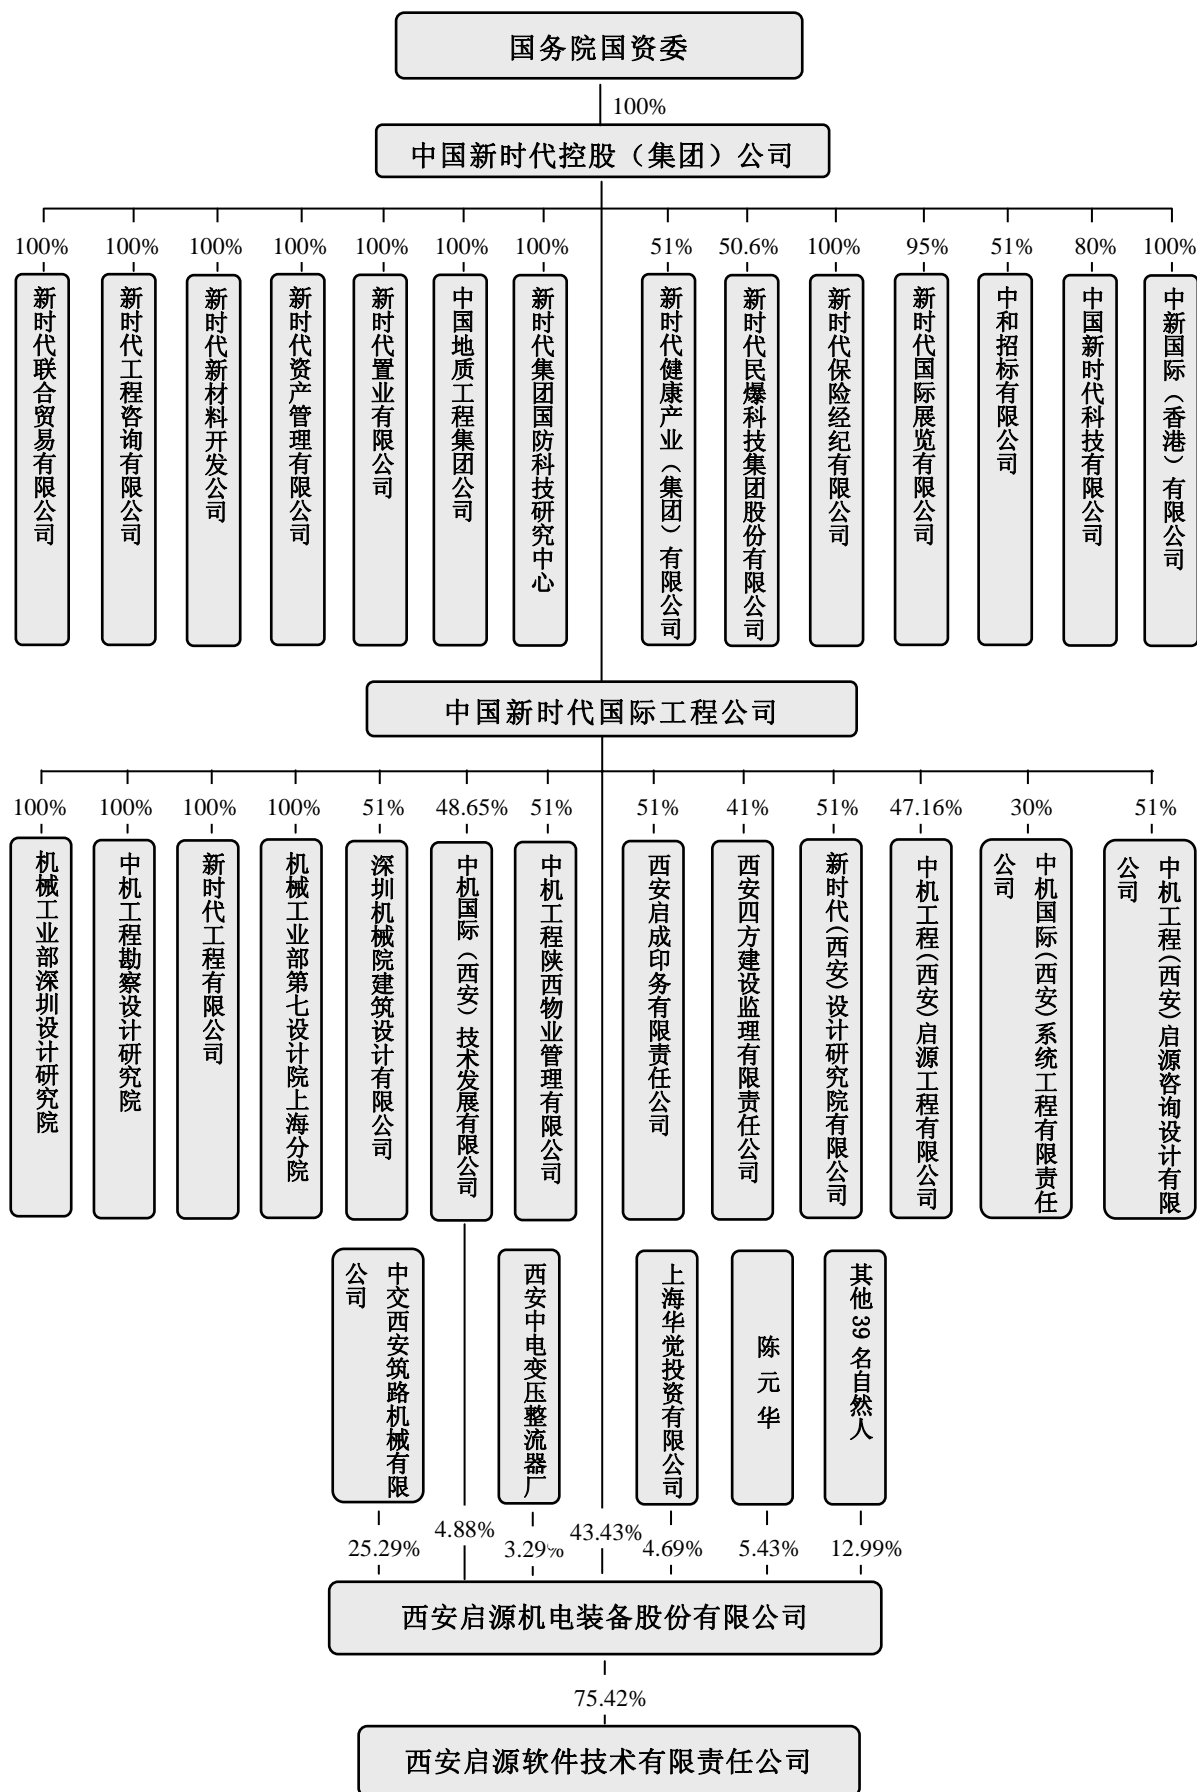 国务院国资委
100%
中国新时代控股（集团）公司
100%
100%
100%
100%
100%
100%
100%
51%
50.6%
100%
95%
51%
80%
100%
新时代联合贸易有限公司
新时代工程咨询有限公司
新时代新材料开发公司
新时代资产管理有限公司
新时代置业有限公司
中国地质工程集团公司
新时代集团国防科技研究中心
新时代健康产业（集团）有限公司
新时代民爆科技集团股份有限公司
新时代保险经纪有限公司
新时代国际展览有限公司
中和招标有限公司
中国新时代科技有限公司
中新国际（香港）有限公司
中国新时代国际工程公司
100%
100%
100%
100%
51%
48.65%
51%
51%
41%
51%
47.16%
30%
51%
机械工业部深圳设计研究院
中机工程勘察设计研究院
新时代工程有限公司
机械工业部第七设计院上海分院
深圳机械院建筑设计有限公司
中机国际（西安）技术发展有限公司
中机工程陕西物业管理有限公司
西安启成印务有限责任公司
西安四方建设监理有限责任公司
新时代（西安）设计研究院有限公司
中机工程（西安）启源工程有限公司
中机国际（西安）系统工程有限责任
公司
中机工程（西安）启源咨询设计有限
公司
中交西安筑路机械有限
公司
西安中电变压整流器厂
上海华觉投资有限公司
陈元华
其他 39 名自然人
25.29%
4.88%
3.29%
43.43%
4.69%
5.43%
12.99%
西安启源机电装备股份有限公司
75.42%
西安启源软件技术有限责任公司